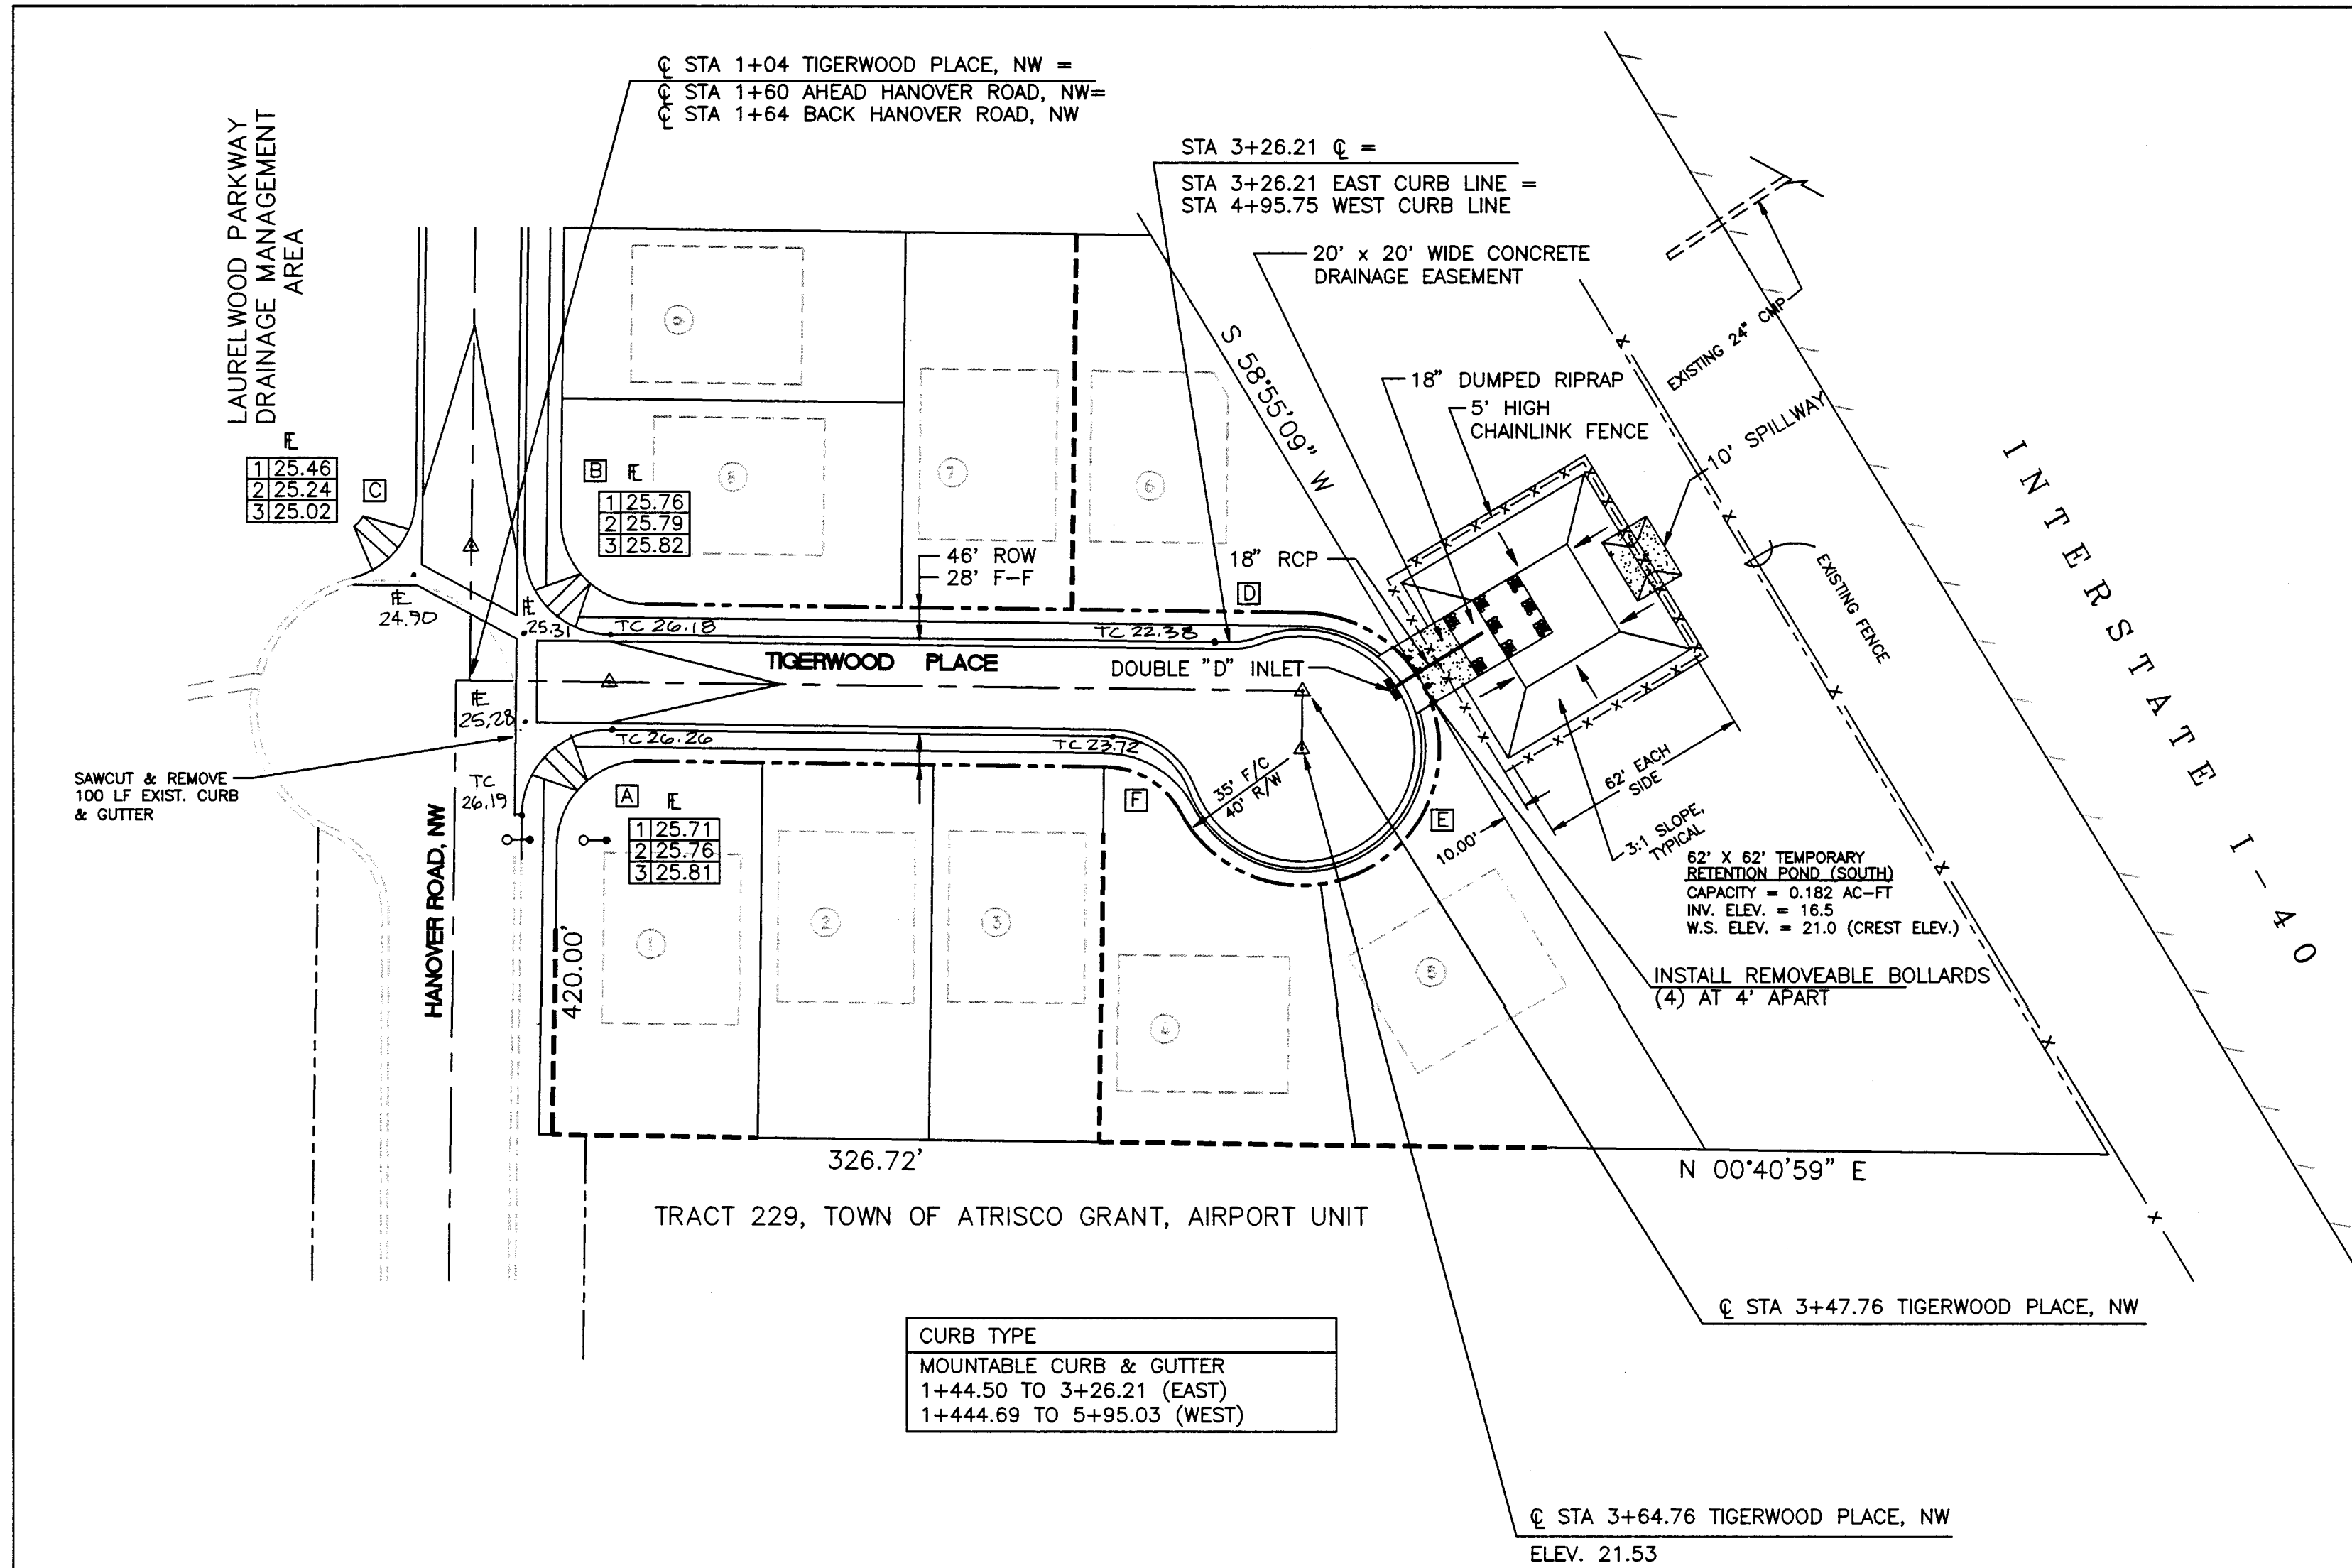 ℄ STA 1+04 TIGERWOOD PLACE, NW =
℄ STA 1+60 AHEAD HANOVER ROAD, NW=
℄ STA 1+64 BACK HANOVER ROAD, NW
LAURELWOOD PARKWAY
DRAINAGE MANAGEMENT
AREA
STA 3+26.21 ℄ =
STA 3+26.21 EAST CURB LINE =
STA 4+95.75 WEST CURB LINE
20' x 20' WIDE CONCRETE
DRAINAGE EASEMENT
S 58°55'09" W
18" DUMPED RIPRAP
5' HIGH
CHAINLINK FENCE
EXISTING 24" CMP
10' SPILLWAY
EXISTING FENCE
INTERSTATE I-40
FL
1 25.46
2 25.24
3 25.02
C
B
FL
1 25.76
2 25.79
3 25.82
9
8
7
6
46' ROW
28' F-F
18" RCP
D
FL
24.90
FL
25.31
TC 26.18
TC 22.38
TIGERWOOD PLACE
DOUBLE "D" INLET
FL
25.28
TC 26.26
TC 23.72
SAWCUT & REMOVE
100 LF EXIST. CURB
& GUTTER
TC
26.19
HANOVER ROAD, NW
A
FL
1 25.71
2 25.76
3 25.81
F
35' F/C
40' R/W
E
10.00'
62' EACH
SIDE
3:1 SLOPE,
TYPICAL
62' X 62' TEMPORARY
RETENTION POND (SOUTH)
CAPACITY = 0.182 AC-FT
INV. ELEV. = 16.5
W.S. ELEV. = 21.0 (CREST ELEV.)
INSTALL REMOVEABLE BOLLARDS
(4) AT 4' APART
420.00'
1
2
3
4
5
326.72'
N 00°40'59" E
TRACT 229, TOWN OF ATRISCO GRANT, AIRPORT UNIT
℄ STA 3+47.76 TIGERWOOD PLACE, NW
CURB TYPE
MOUNTABLE CURB & GUTTER
1+44.50 TO 3+26.21 (EAST)
1+444.69 TO 5+95.03 (WEST)
℄ STA 3+64.76 TIGERWOOD PLACE, NW
ELEV. 21.53